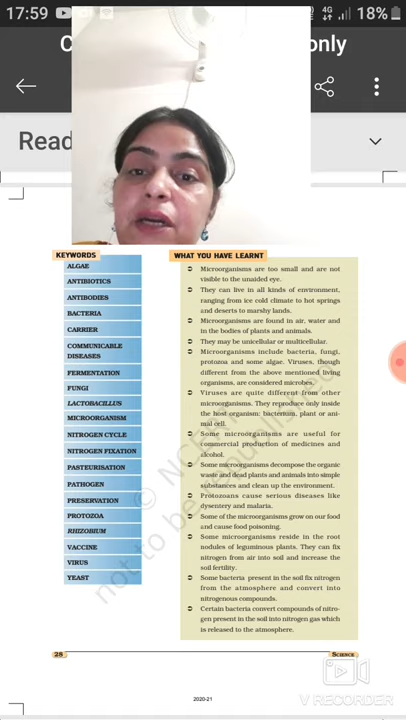 17:59
4G
18%
C
only
Read
KEYWORDS
ALGAE
ANTIBIOTICS
ANTIBODIES
BACTERIA
CARRIER
COMMUNICABLE
DISEASES
FERMENTATION
FUNGI
LACTOBACILLUS
MICROORGANISM
NITROGEN CYCLE
NITROGEN FIXATION
PASTEURISATION
PATHOGEN
PRESERVATION
PROTOZOA
RHIZOBIUM
VACCINE
VIRUS
YEAST
WHAT YOU HAVE LEARNT
Microorganisms are too small and are not
visible to the unaided eye.
They can live in all kinds of environment,
ranging from ice cold climate to hot springs
and deserts to marshy lands.
Microorganisms are found in air, water and
in the bodies of plants and animals.
They may be unicellular or multicellular.
Microorganisms include bacteria, fungi,
protozoa and some algae. Viruses, though
different from the above mentioned living
organisms, are considered microbes.
Viruses are quite different from other
microorganisms. They reproduce only inside
the host organism: bacterium, plant or ani-
mal cell.
Some microorganisms are useful for
commercial production of medicines and
alcohol.
Some microorganisms decompose the organic
waste and dead plants and animals into simple
substances and clean up the environment.
Protozoans cause serious diseases like
dysentery and malaria.
Some of the microorganisms grow on our food
and cause food poisoning.
Some microorganisms reside in the root
nodules of leguminous plants. They can fix
nitrogen from air into soil and increase the
soil fertility.
Some bacteria present in the soil fix nitrogen
from the atmosphere and convert into
nitrogenous compounds.
Certain bacteria convert compounds of nitro-
gen present in the soil into nitrogen gas which
is released to the atmosphere.
28
SCIENCE
2020-21
V RECORDER